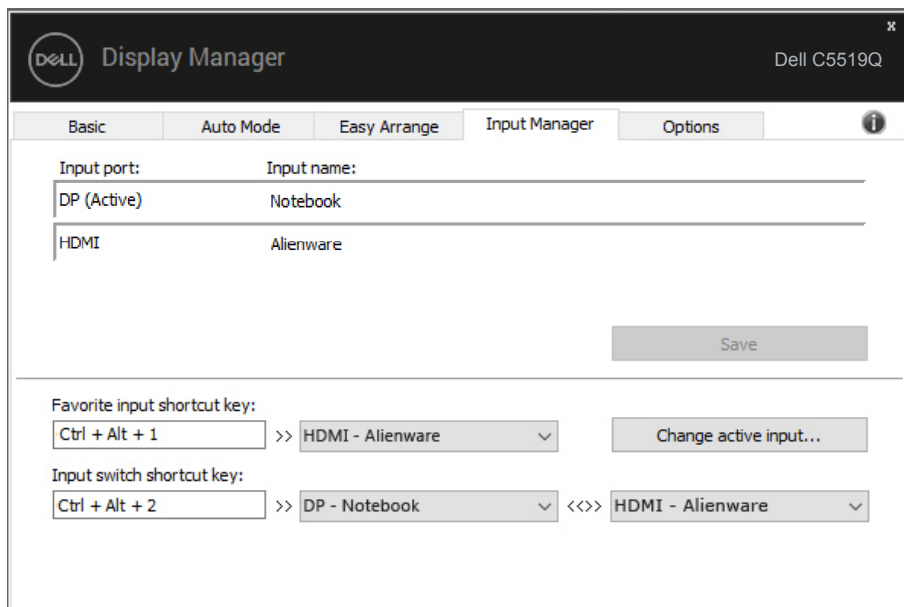 x
DELL Display Manager Dell C5519Q
Basic Auto Mode Easy Arrange Input Manager Options i
Input port: Input name:
DP (Active) Notebook
HDMI Alienware
Save
Favorite input shortcut key:
Ctrl + Alt + 1 >> HDMI - Alienware Change active input...
Input switch shortcut key:
Ctrl + Alt + 2 >> DP - Notebook <<>> HDMI - Alienware